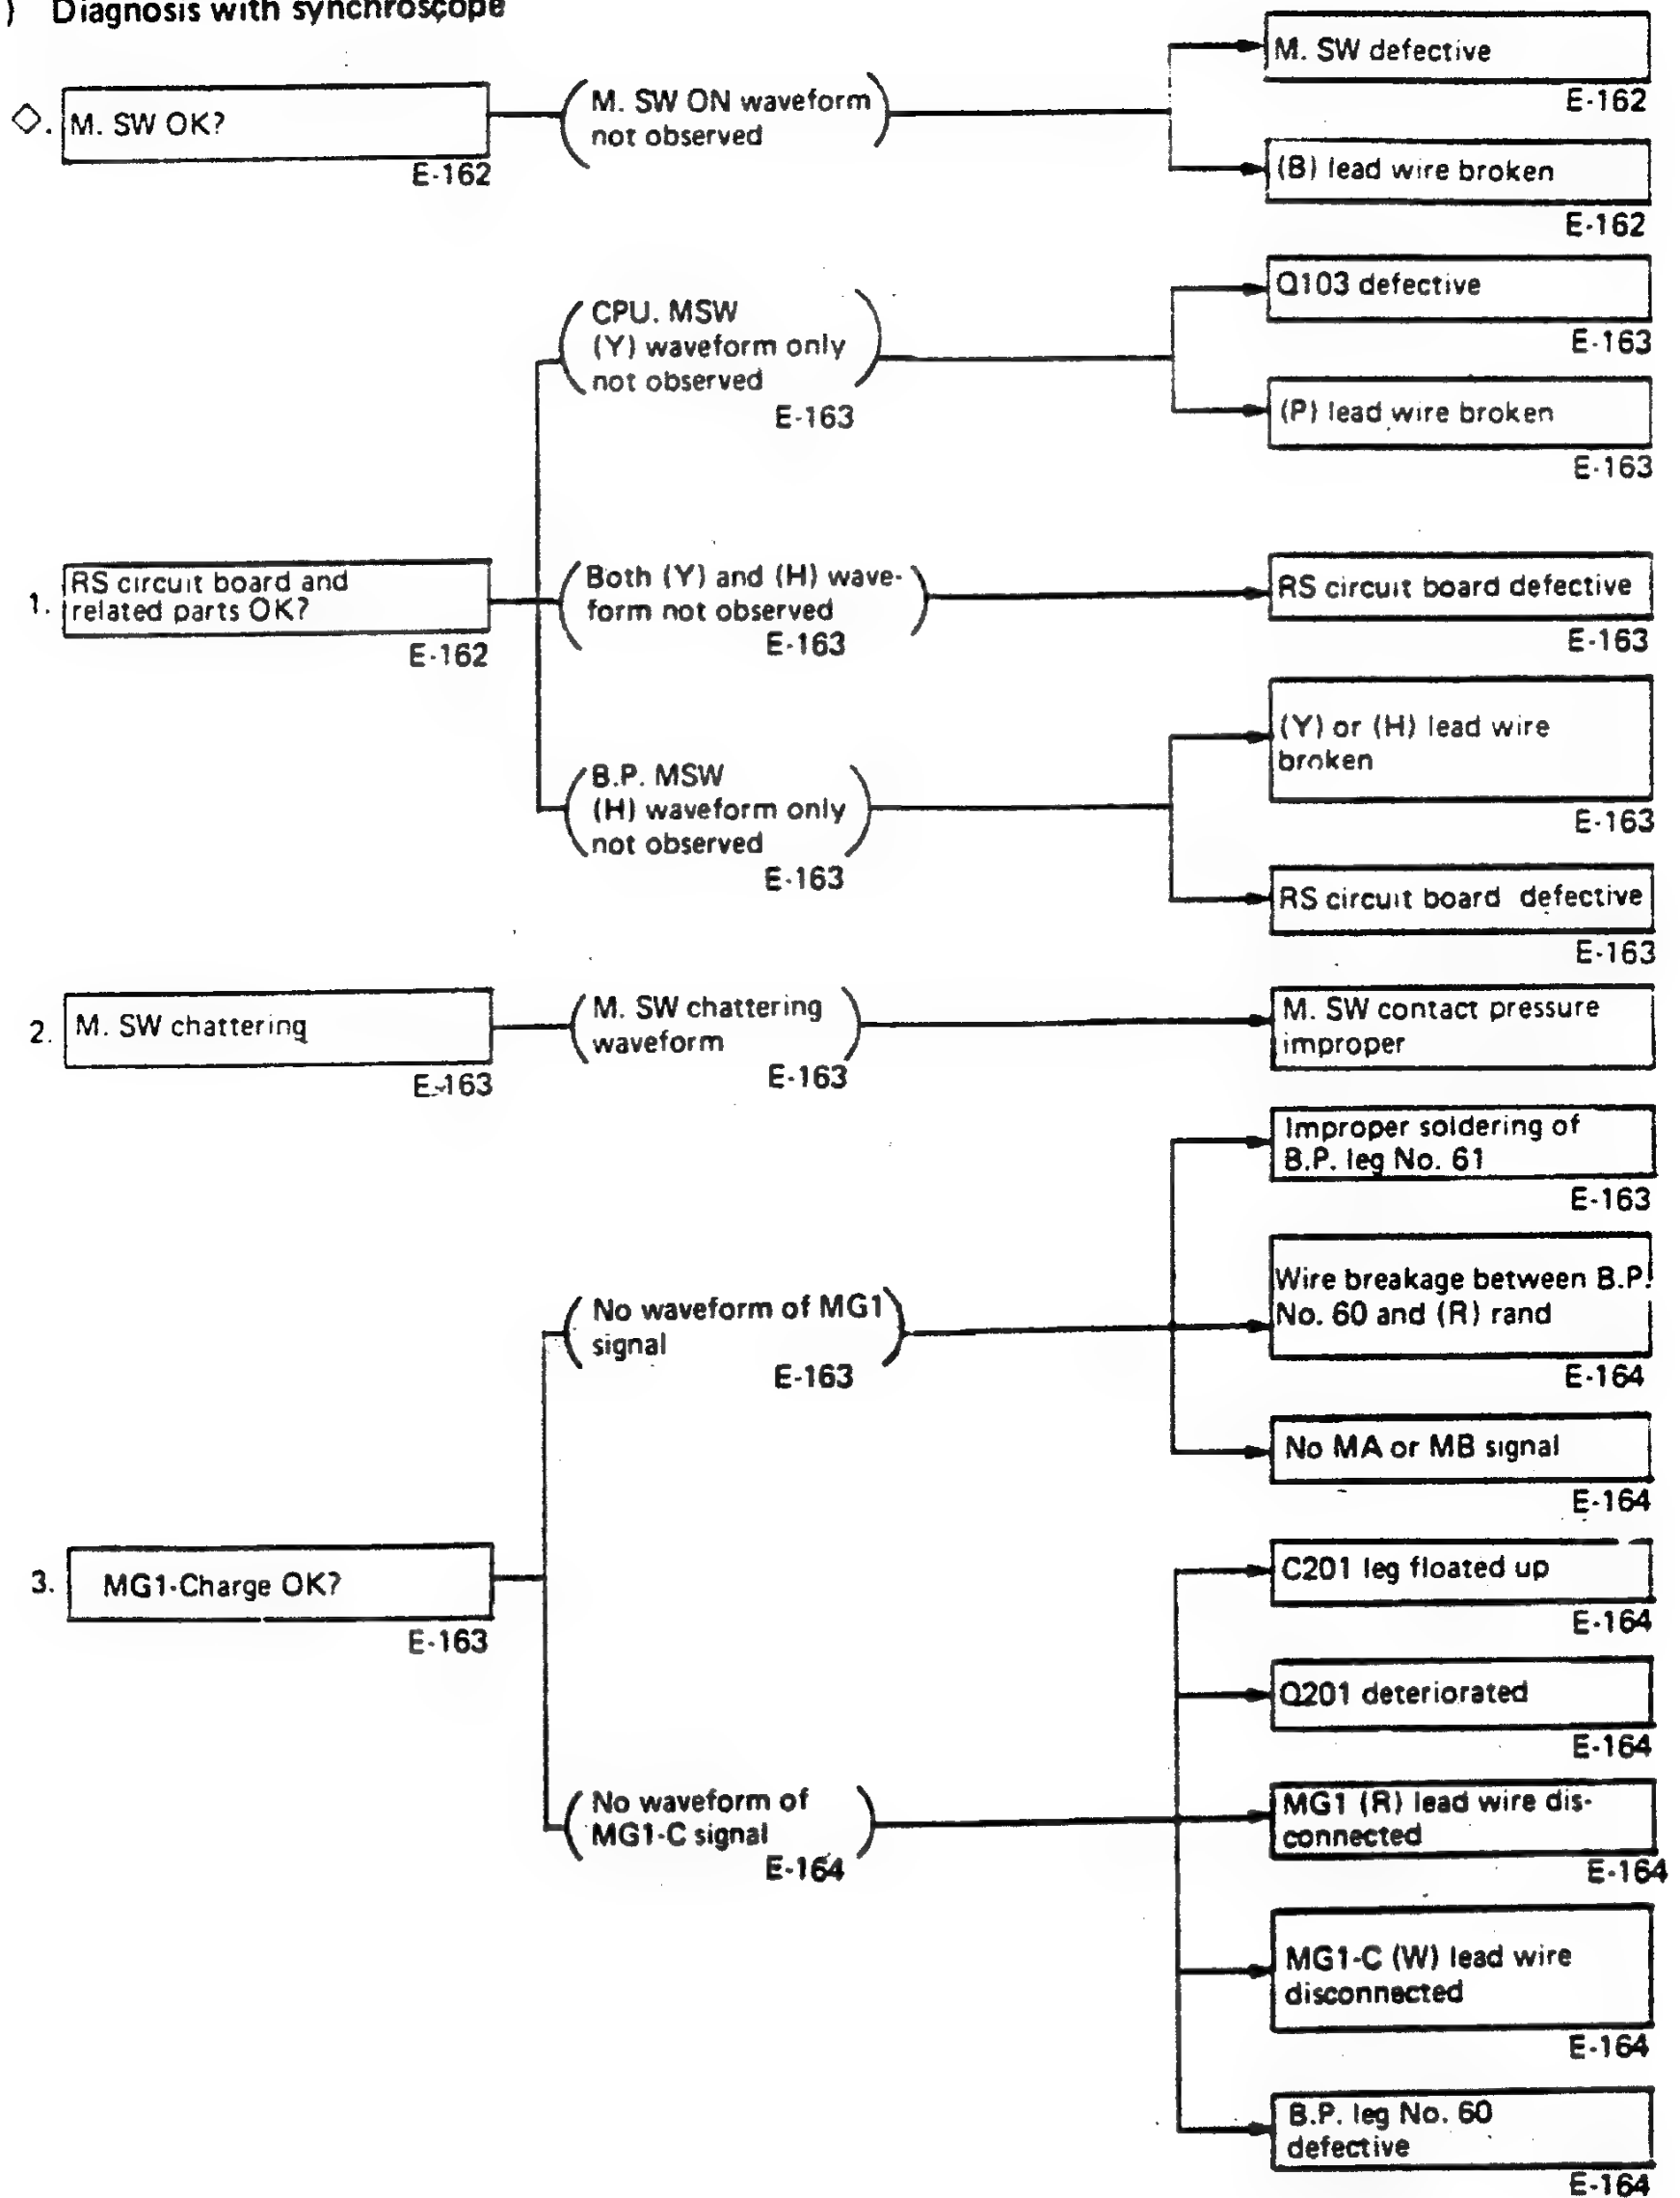 ) Diagnosis with synchroscope
◇. M. SW OK?
E-162
M. SW ON waveform
not observed
M. SW defective
E-162
(B) lead wire broken
E-162
1. RS circuit board and
related parts OK?
E-162
CPU. MSW
(Y) waveform only
not observed
E-163
Q103 defective
E-163
(P) lead wire broken
E-163
Both (Y) and (H) wave-
form not observed
E-163
RS circuit board defective
E-163
B.P. MSW
(H) waveform only
not observed
E-163
(Y) or (H) lead wire
broken
E-163
RS circuit board defective
E-163
2. M. SW chattering
E-163
M. SW chattering
waveform
E-163
M. SW contact pressure
improper
3. MG1-Charge OK?
E-163
No waveform of MG1
signal
E-163
Improper soldering of
B.P. leg No. 61
E-163
Wire breakage between B.P.
No. 60 and (R) rand
E-164
No MA or MB signal
E-164
No waveform of
MG1-C signal
E-164
C201 leg floated up
E-164
Q201 deteriorated
E-164
MG1 (R) lead wire dis-
connected
E-164
MG1-C (W) lead wire
disconnected
E-164
B.P. leg No. 60
defective
E-164